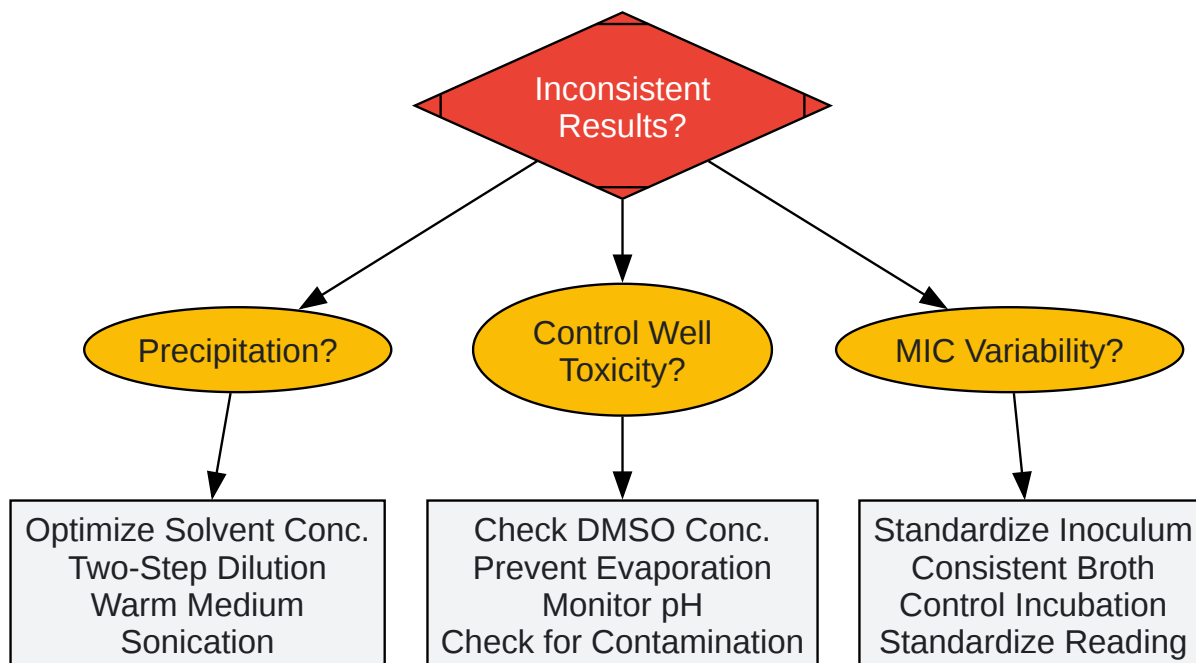 Inconsistent
Results?
Precipitation?
Control Well
Toxicity?
MIC Variability?
Optimize Solvent Conc.
Two-Step Dilution
Warm Medium
Sonication
Check DMSO Conc.
Prevent Evaporation
Monitor pH
Check for Contamination
Standardize Inoculum
Consistent Broth
Control Incubation
Standardize Reading